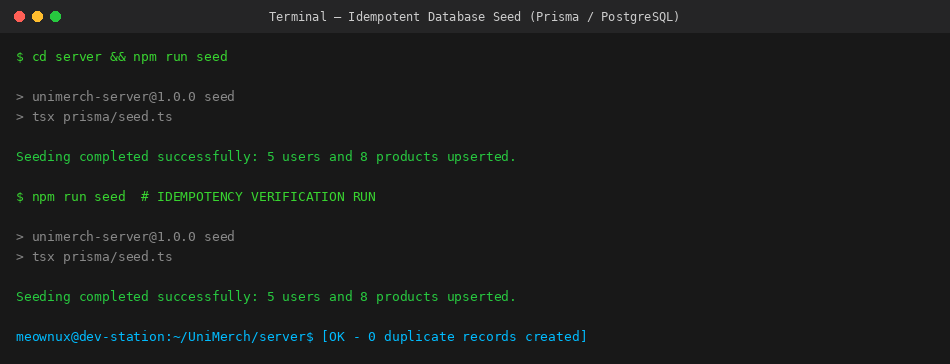 Terminal — Idempotent Database Seed (Prisma / PostgreSQL)
$ cd server && npm run seed
> unimerch-server@1.0.0 seed
> tsx prisma/seed.ts
Seeding completed successfully: 5 users and 8 products upserted.
$ npm run seed  # IDEMPOTENCY VERIFICATION RUN
> unimerch-server@1.0.0 seed
> tsx prisma/seed.ts
Seeding completed successfully: 5 users and 8 products upserted.
meownux@dev-station:~/UniMerch/server$ [OK - 0 duplicate records created]